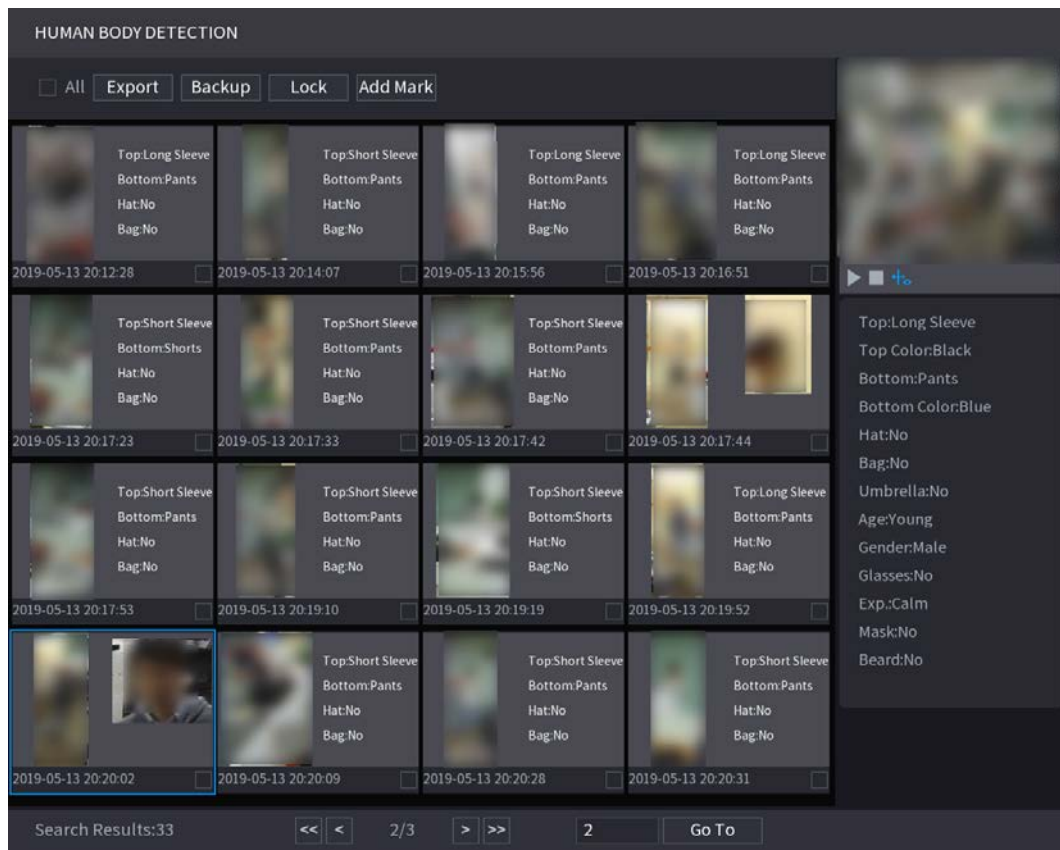 HUMAN BODY DETECTION
All Export Backup Lock Add Mark
Top:Long Sleeve
Bottom:Pants
Hat:No
Bag:No
2019-05-13 20:12:28
Top:Short Sleeve
Bottom:Pants
Hat:No
Bag:No
2019-05-13 20:14:07
Top:Long Sleeve
Bottom:Pants
Hat:No
Bag:No
2019-05-13 20:15:56
Top:Long Sleeve
Bottom:Pants
Hat:No
Bag:No
2019-05-13 20:16:51
Top:Short Sleeve
Bottom:Shorts
Hat:No
Bag:No
2019-05-13 20:17:23
Top:Short Sleeve
Bottom:Pants
Hat:No
Bag:No
2019-05-13 20:17:33
Top:Short Sleeve
Bottom:Pants
Hat:No
Bag:No
2019-05-13 20:17:42
2019-05-13 20:17:44
Top:Short Sleeve
Bottom:Pants
Hat:No
Bag:No
2019-05-13 20:17:53
Top:Short Sleeve
Bottom:Pants
Hat:No
Bag:No
2019-05-13 20:19:10
Top:Short Sleeve
Bottom:Shorts
Hat:No
Bag:No
2019-05-13 20:19:19
Top:Long Sleeve
Bottom:Pants
Hat:No
Bag:No
2019-05-13 20:19:52
2019-05-13 20:20:02
Top:Short Sleeve
Bottom:Pants
Hat:No
Bag:No
2019-05-13 20:20:09
Top:Short Sleeve
Bottom:Pants
Hat:No
Bag:No
2019-05-13 20:20:28
Top:Short Sleeve
Bottom:Pants
Hat:No
Bag:No
2019-05-13 20:20:31
Top:Long Sleeve
Top Color:Black
Bottom:Pants
Bottom Color:Blue
Hat:No
Bag:No
Umbrella:No
Age:Young
Gender:Male
Glasses:No
Exp.:Calm
Mask:No
Beard:No
Search Results:33 << < 2/3 > >> 2 Go To